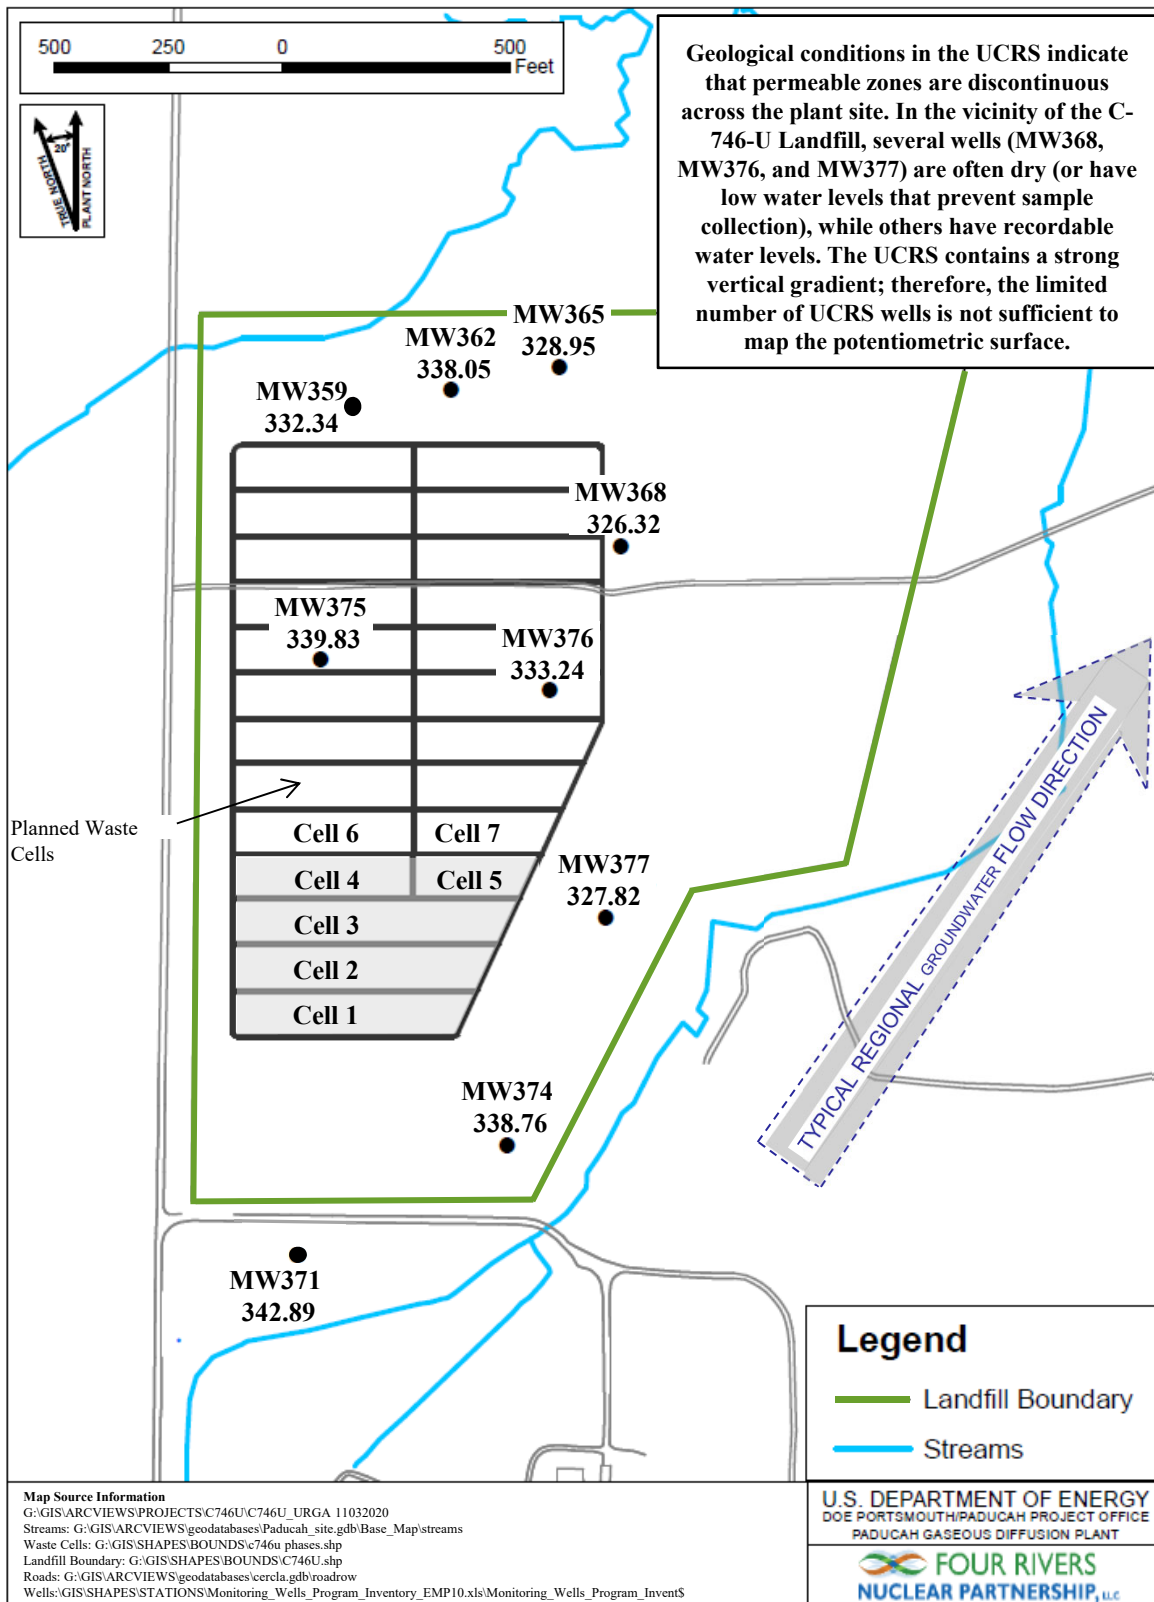 500 250 0 500
Feet
TRUE NORTH
20°
PLANT NORTH
Geological conditions in the UCRS indicate
that permeable zones are discontinuous
across the plant site. In the vicinity of the C-
746-U Landfill, several wells (MW368,
MW376, and MW377) are often dry (or have
low water levels that prevent sample
collection), while others have recordable
water levels. The UCRS contains a strong
vertical gradient; therefore, the limited
number of UCRS wells is not sufficient to
map the potentiometric surface.
MW365
328.95
MW362
338.05
MW359
332.34
MW368
326.32
MW375
339.83
MW376
333.24
Planned Waste
Cells
Cell 6
Cell 7
Cell 4
Cell 5
Cell 3
Cell 2
Cell 1
MW377
327.82
TYPICAL REGIONAL GROUNDWATER FLOW DIRECTION
MW374
338.76
MW371
342.89
Legend
Landfill Boundary
Streams
Map Source Information
G:\GIS\ARCVIEWS\PROJECTS\C746U\C746U_URGA 11032020
Streams: G:\GIS\ARCVIEWS\geodatabases\Paducah_site.gdb\Base_Map\streams
Waste Cells: G:\GIS\SHAPES\BOUNDS\c746u phases.shp
Landfill Boundary: G:\GIS\SHAPES\BOUNDS\C746U.shp
Roads: G:\GIS\ARCVIEWS\geodatabases\cercla.gdb\roadrow
Wells:\GIS\SHAPES\STATIONS\Monitoring_Wells_Program_Inventory_EMP10.xls\Monitoring_Wells_Program_Invent$
U.S. DEPARTMENT OF ENERGY
DOE PORTSMOUTH/PADUCAH PROJECT OFFICE
PADUCAH GASEOUS DIFFUSION PLANT
FOUR RIVERS
NUCLEAR PARTNERSHIP, LLC